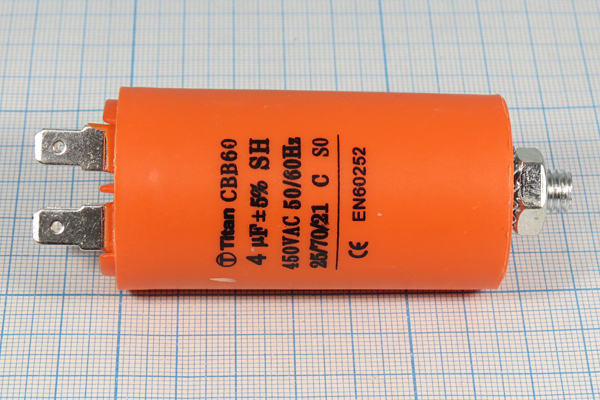 Titan CBB60
4 µF±5% SH
450VAC 50/60Hz
25/70/21 C S0
CE EN60252